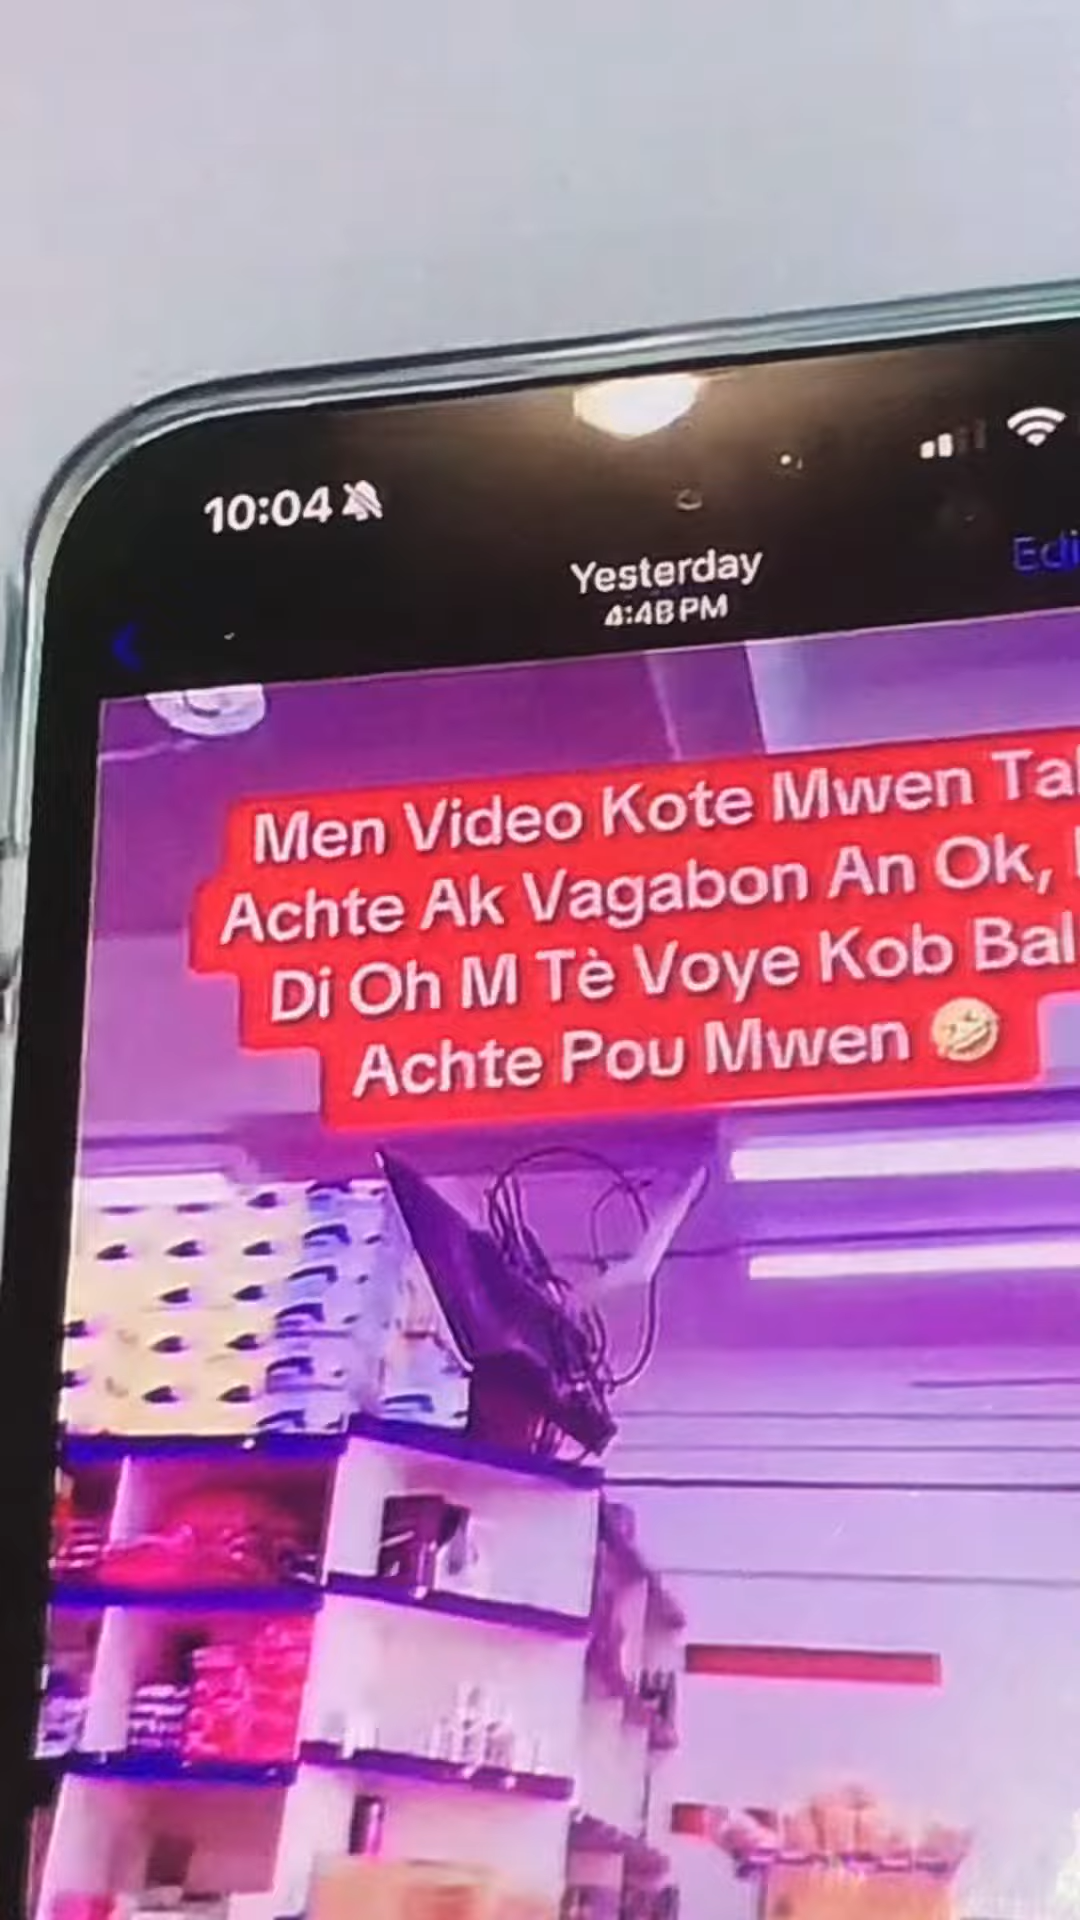 10:04
Yesterday
4:48 PM
Men Video Kote Mwen
Achte Ak Vagabon An Ok,
Di Oh M Tè Voye Kob Bal
Achte Pou Mwen 🤣